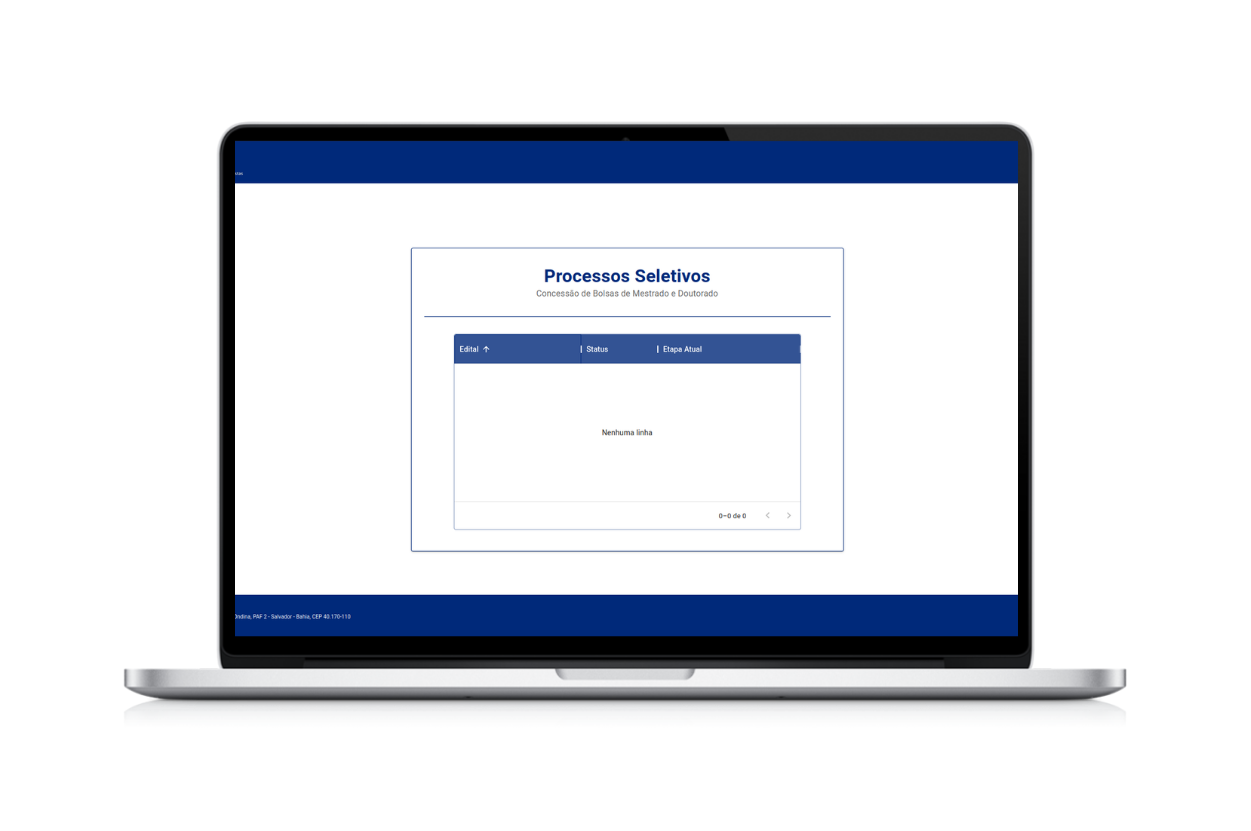 Processos Seletivos
Concessão de Bolsas de Mestrado e Doutorado
Edital Status Etapa Atual
Nenhuma linha
0–0 de 0
Ondina, PAF 2 - Salvador - Bahia, CEP 40.170-110